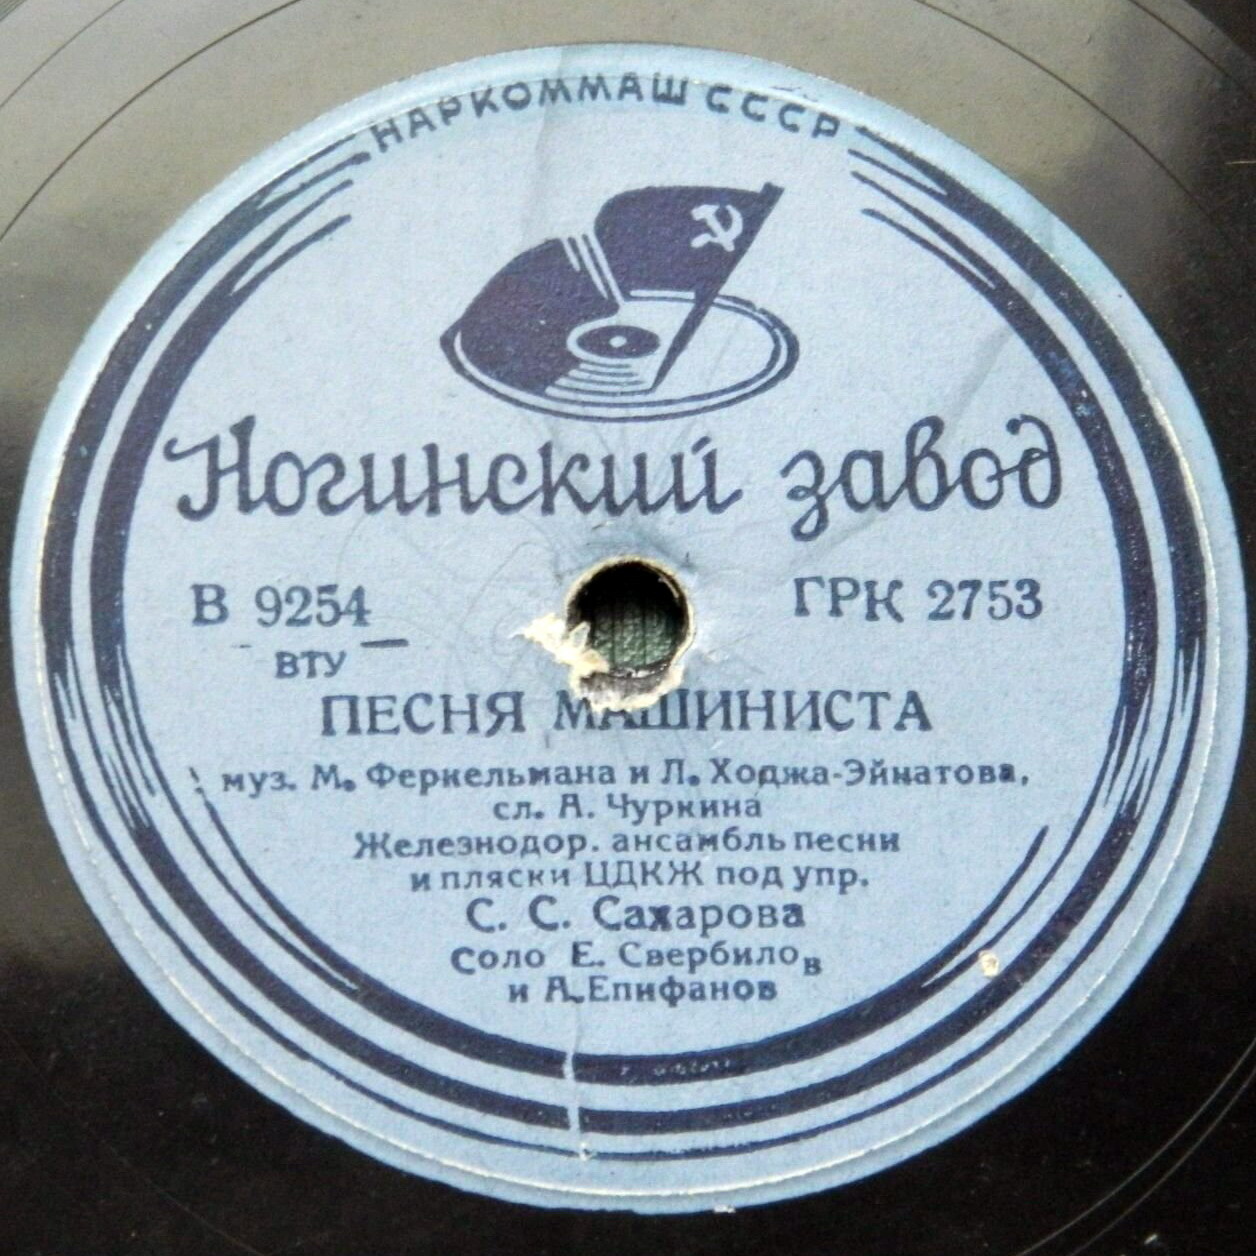 НАРКОММАШ СССР
Ногинский завод
В 9254 ГРК 2753
ВТУ
ПЕСНЯ МАШИНИСТА
муз. М. Феркельмана и Л. Ходжа-Эйнатова,
сл. А. Чуркина
Железнодор. ансамбль песни
и пляски ЦДКЖ под упр.
С. С. Сахарова
Соло Е. Свербилов
и А. Епифанов